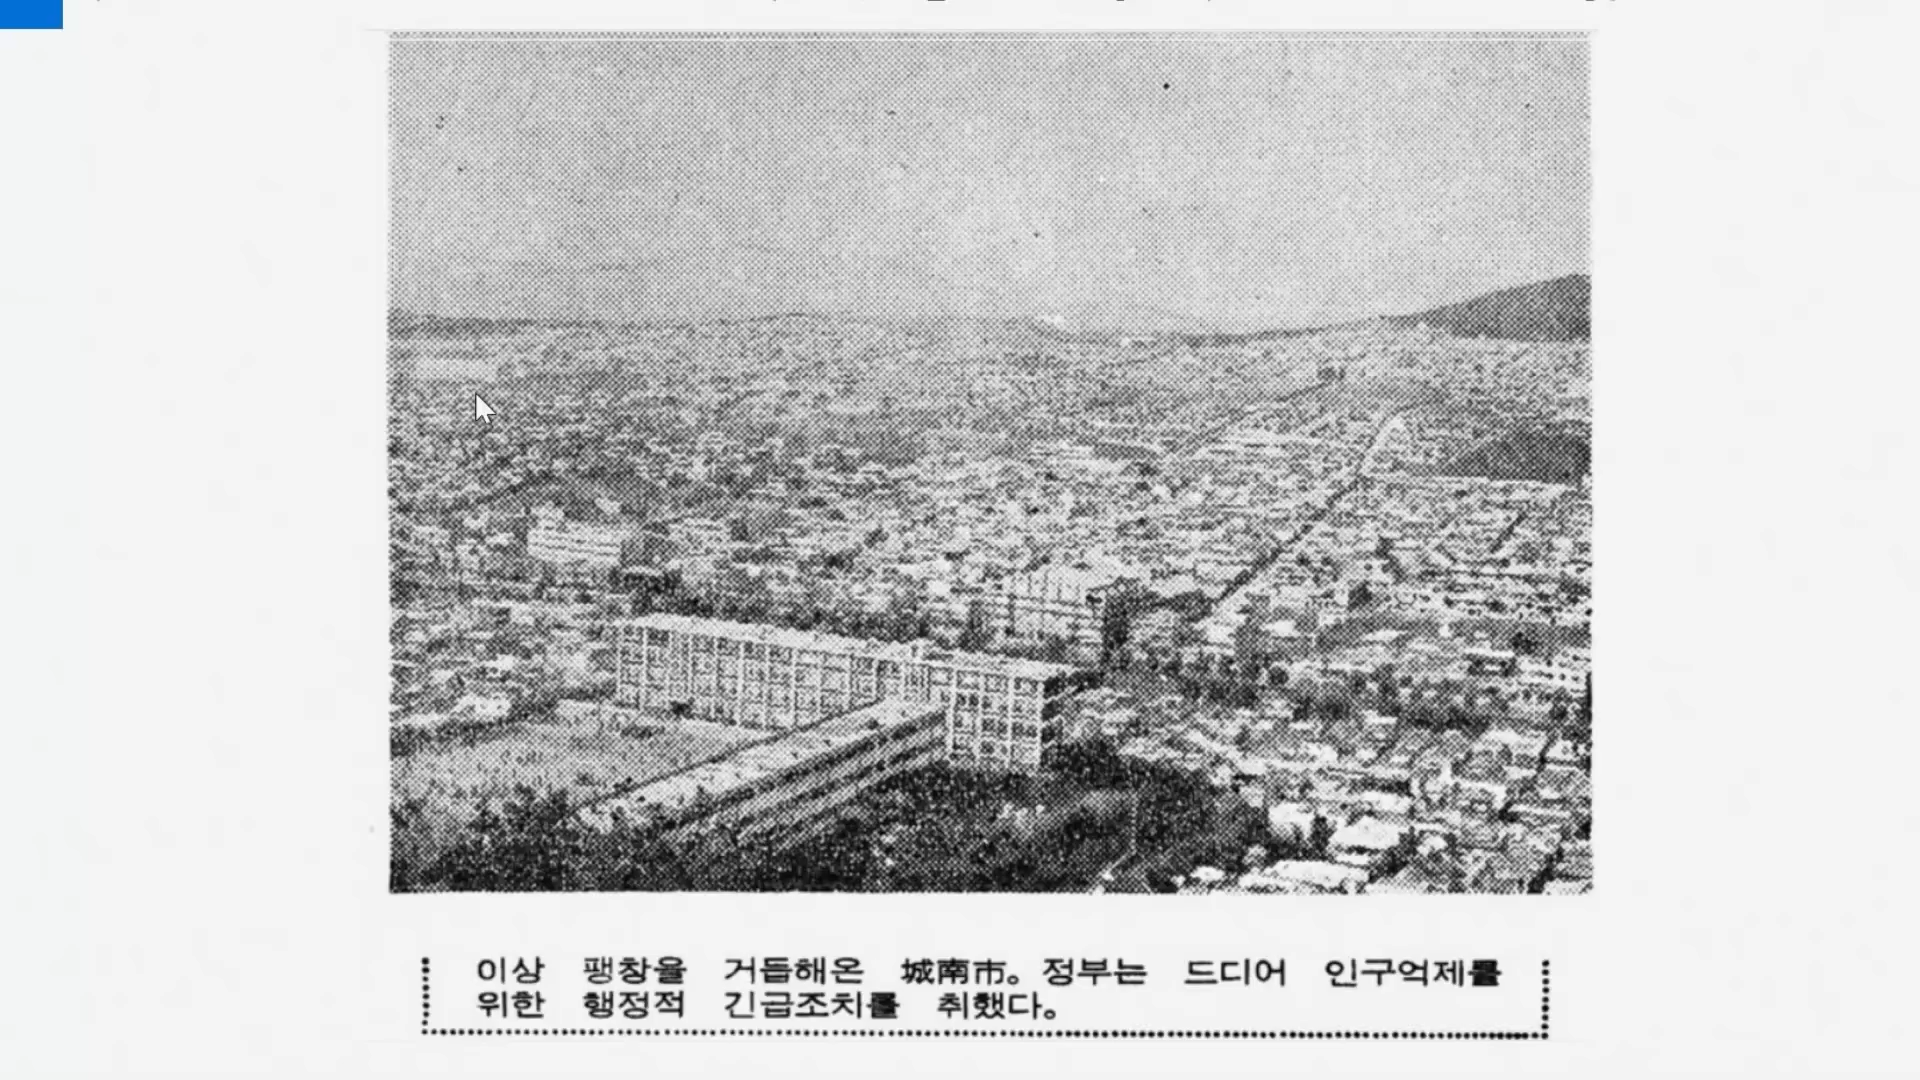 이상 팽창을 거듭해온 城南市。정부는 드디어 인구억제를
위한 행정적 긴급조치를 취했다。